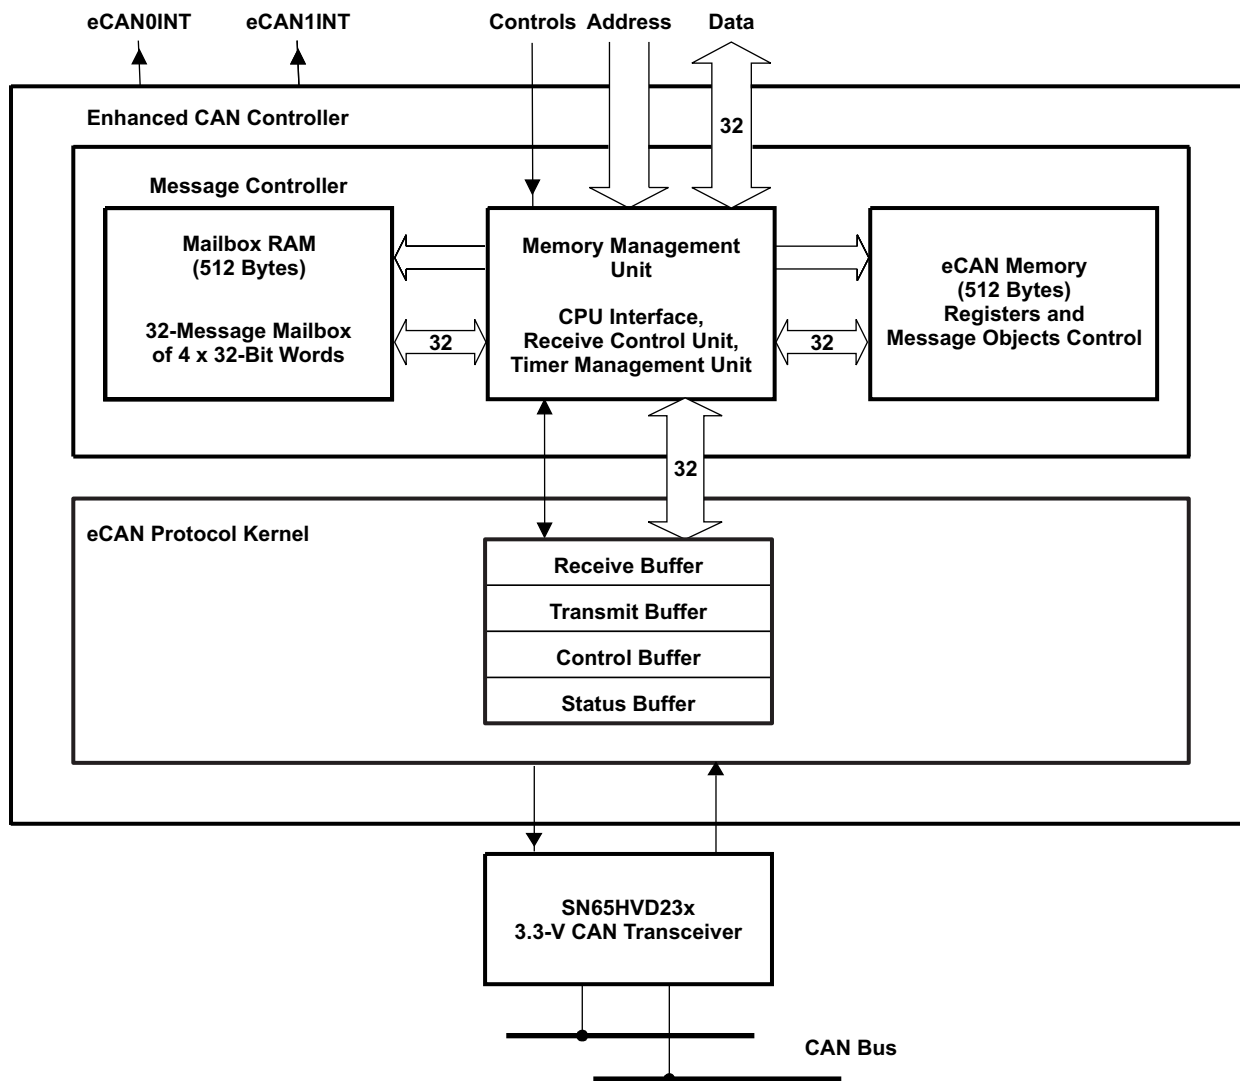 eCAN0INT
eCAN1INT
Controls
Address
Data
32
Enhanced CAN Controller
Message Controller
Mailbox RAM
(512 Bytes)
32-Message Mailbox
of 4 x 32-Bit Words
32
Memory Management
Unit
CPU Interface,
Receive Control Unit,
Timer Management Unit
32
eCAN Memory
(512 Bytes)
Registers and
Message Objects Control
32
eCAN Protocol Kernel
Receive Buffer
Transmit Buffer
Control Buffer
Status Buffer
SN65HVD23x
3.3-V CAN Transceiver
CAN Bus